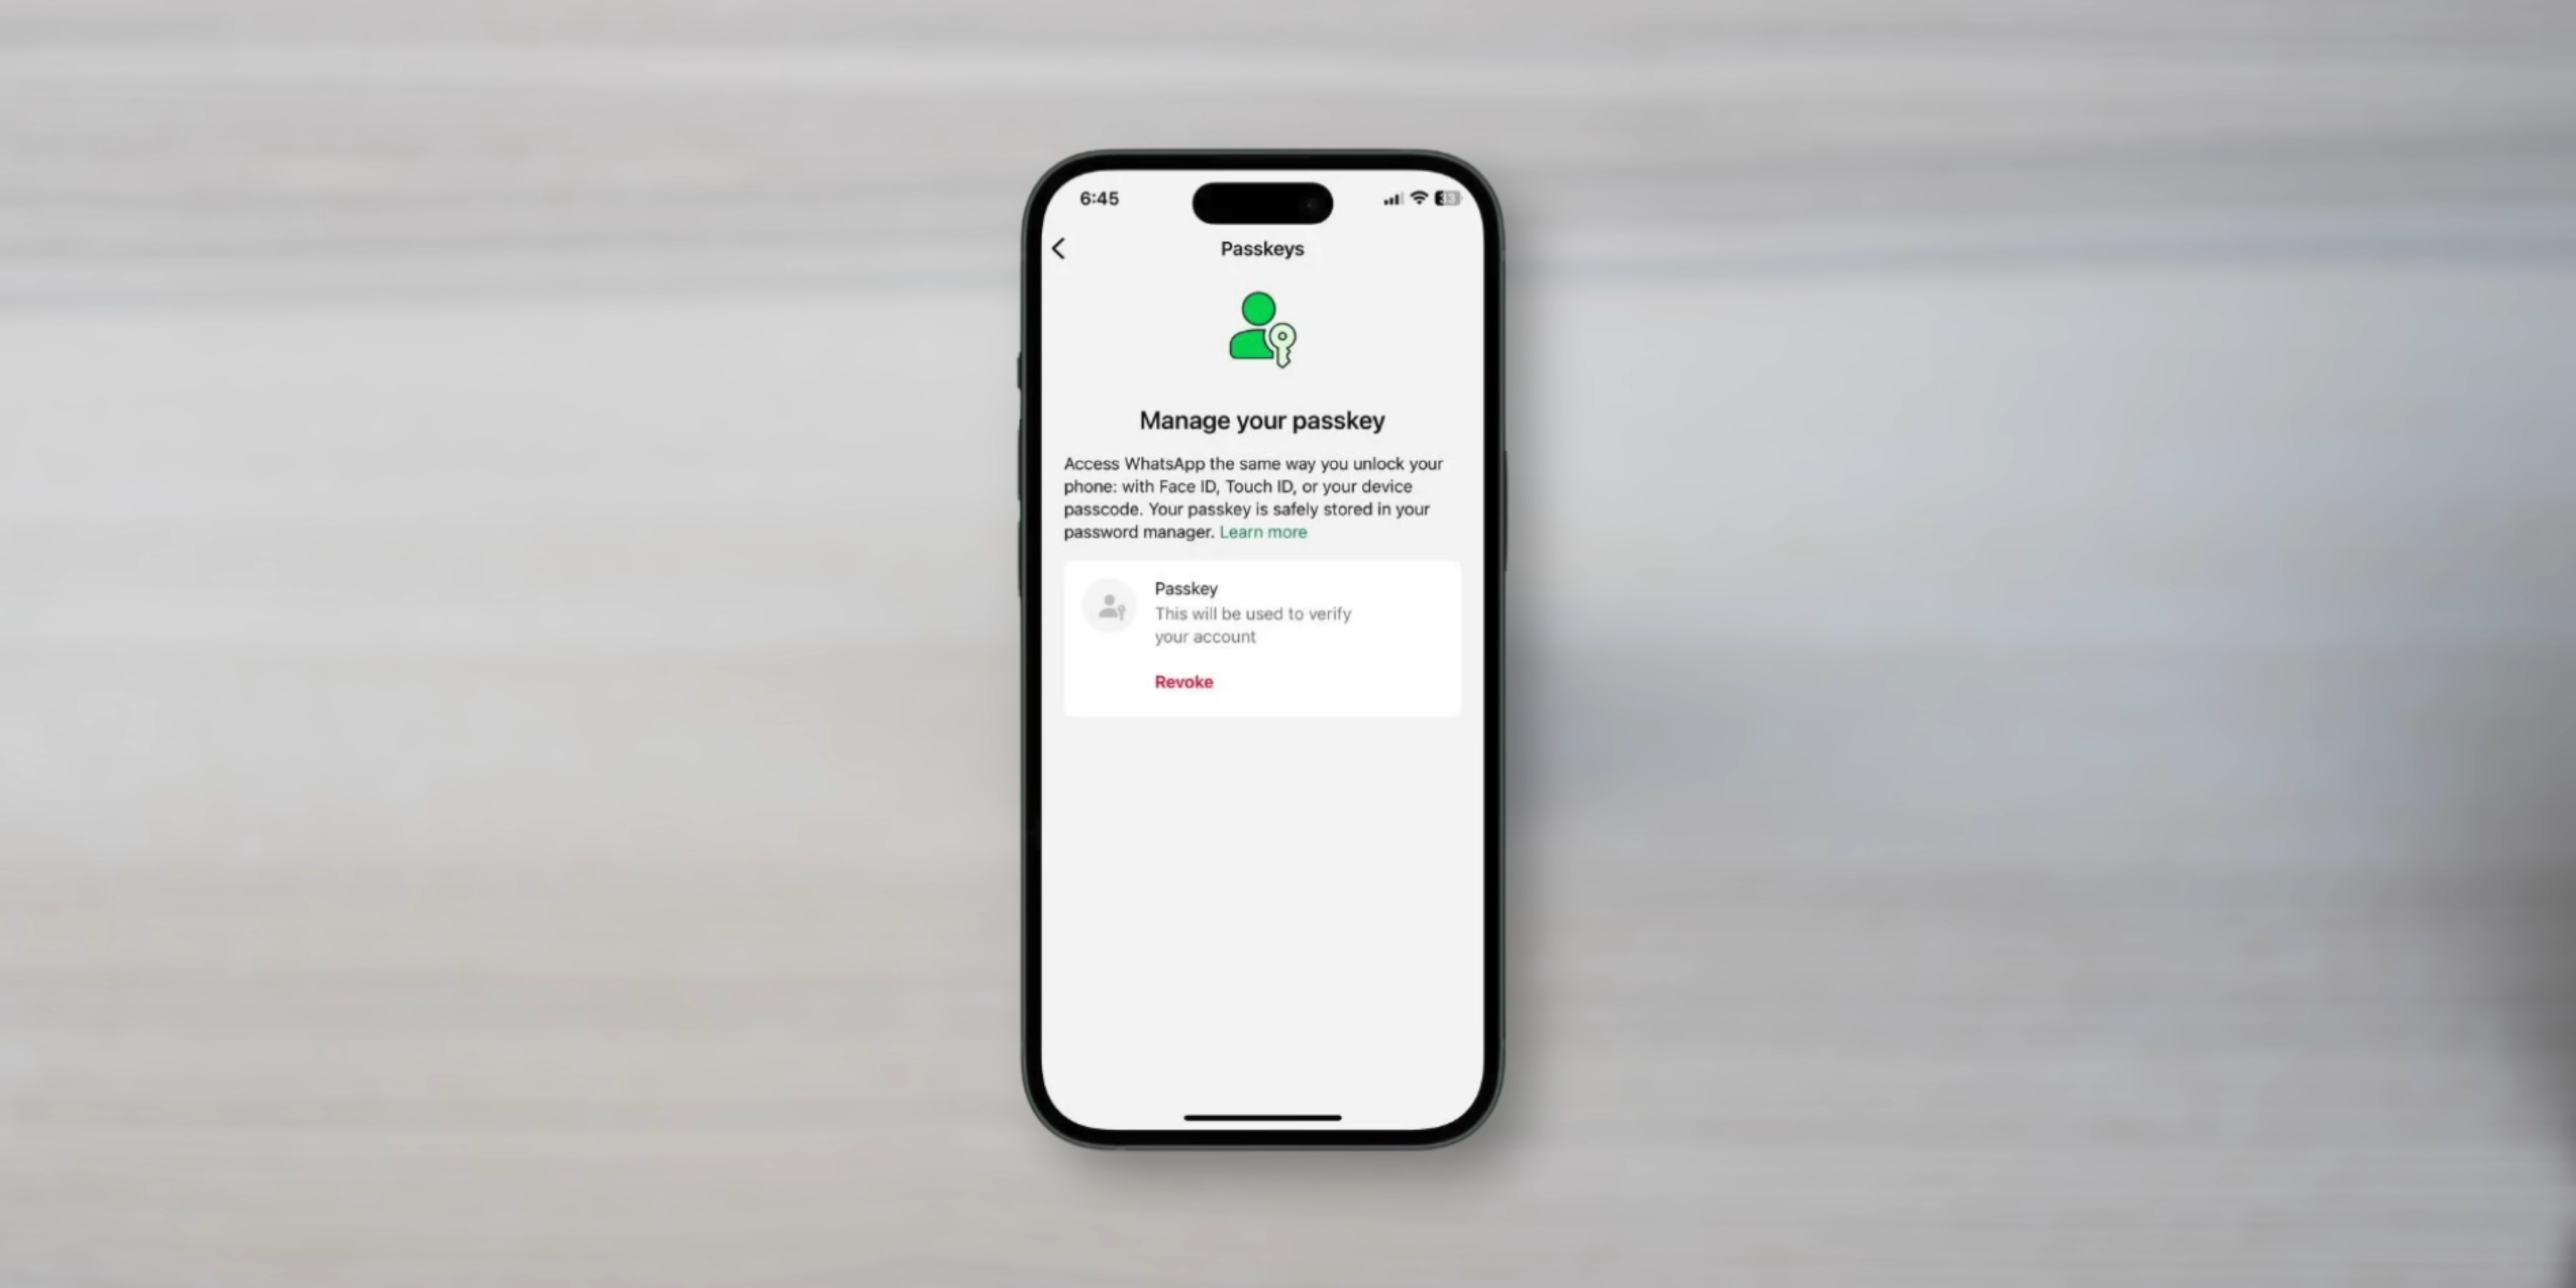 6:45
33
Passkeys
Manage your passkey
Access WhatsApp the same way you unlock your
phone: with Face ID, Touch ID, or your device
passcode. Your passkey is safely stored in your
password manager. Learn more
Passkey
This will be used to verify
your account
Revoke